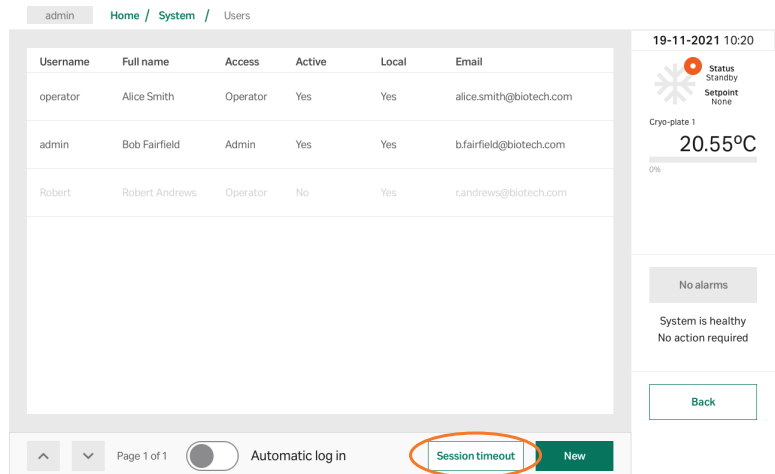 admin Home / System / Users
19-11-2021 10:20
Status
Standby
Setpoint
None
Cryo-plate 1
20.55ºC
0%
Username Full name Access Active Local Email
operator Alice Smith Operator Yes Yes alice.smith@biotech.com
admin Bob Fairfield Admin Yes Yes b.fairfield@biotech.com
Robert Robert Andrews Operator No Yes r.andrews@biotech.com
No alarms
System is healthy
No action required
Back
Page 1 of 1 Automatic log in Session timeout New